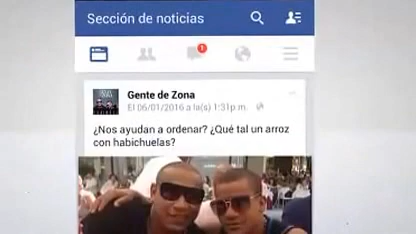 Sección de noticias
1
Gente de Zona
El 06/01/2016 a la(s) 1:31p.m.
¿Nos ayudan a ordenar? ¿Qué tal un arroz
con habichuelas?